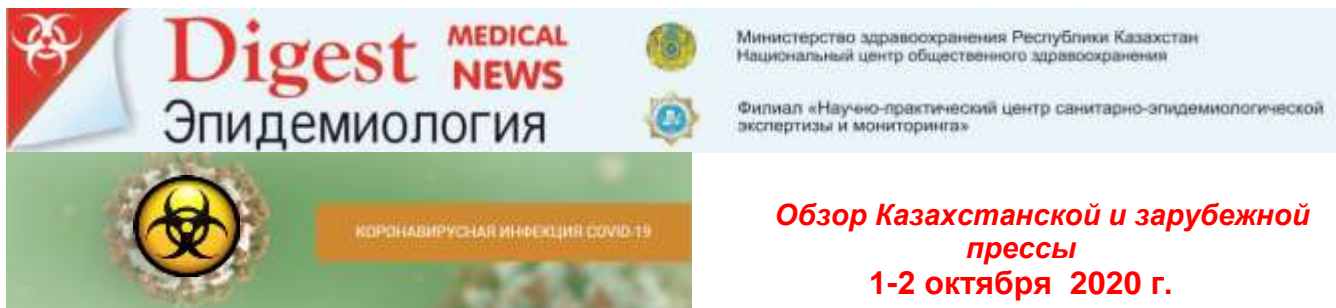 Digest MEDICAL
NEWS
Эпидемиология
Министерство здравоохранения Республики Казахстан
Национальный центр общественного здравоохранения
Филиал «Научно-практический центр санитарно-эпидемиологической
экспертизы и мониторинга»
КОРОНАВИРУСНАЯ ИНФЕКЦИЯ COVID-19
Обзор Казахстанской и зарубежной
прессы
1-2 октября 2020 г.